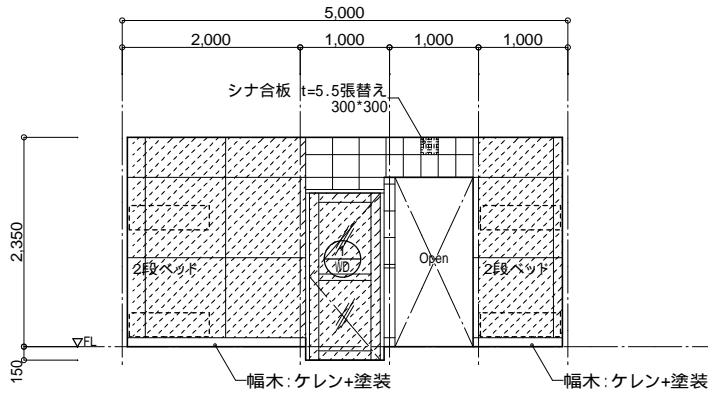 5,000
2,000
1,000
1,000
1,000
シナ合板 t=5.5張替え
300*300
2,350
1
WD
Open
2段ベッド
2段ベッド
▽FL
150
幅木:ケレン+塗装
幅木:ケレン+塗装